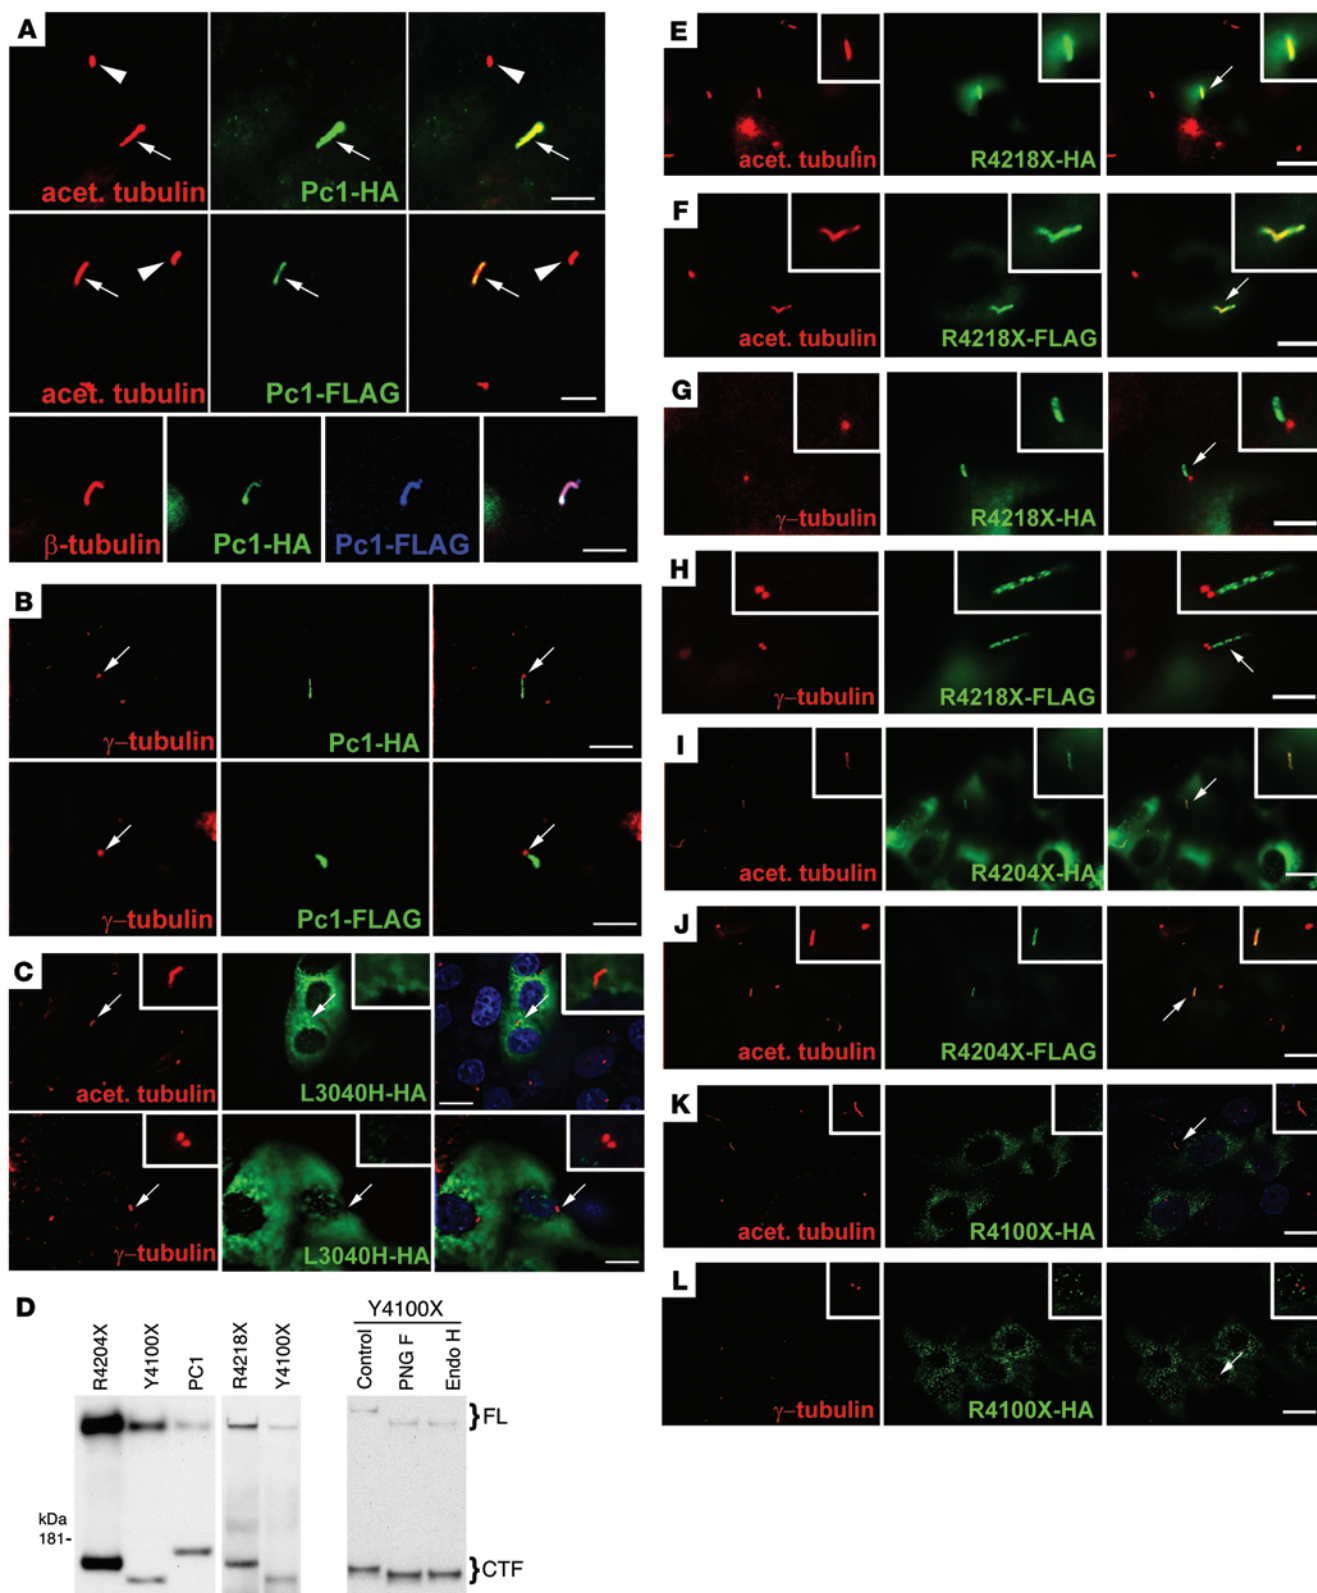 A
acet. tubulin Pc1-HA
acet. tubulin Pc1-FLAG
β-tubulin Pc1-HA Pc1-FLAG
B
γ–tubulin Pc1-HA
γ–tubulin Pc1-FLAG
C
acet. tubulin L3040H-HA
γ–tubulin L3040H-HA
D
Y4100X
R4204X Y4100X PC1 R4218X Y4100X Control PNG F Endo H
}FL
kDa
181-
}CTF
E
acet. tubulin R4218X-HA
F
acet. tubulin R4218X-FLAG
G
γ–tubulin R4218X-HA
H
γ–tubulin R4218X-FLAG
I
acet. tubulin R4204X-HA
J
acet. tubulin R4204X-FLAG
K
acet. tubulin R4100X-HA
L
γ–tubulin R4100X-HA